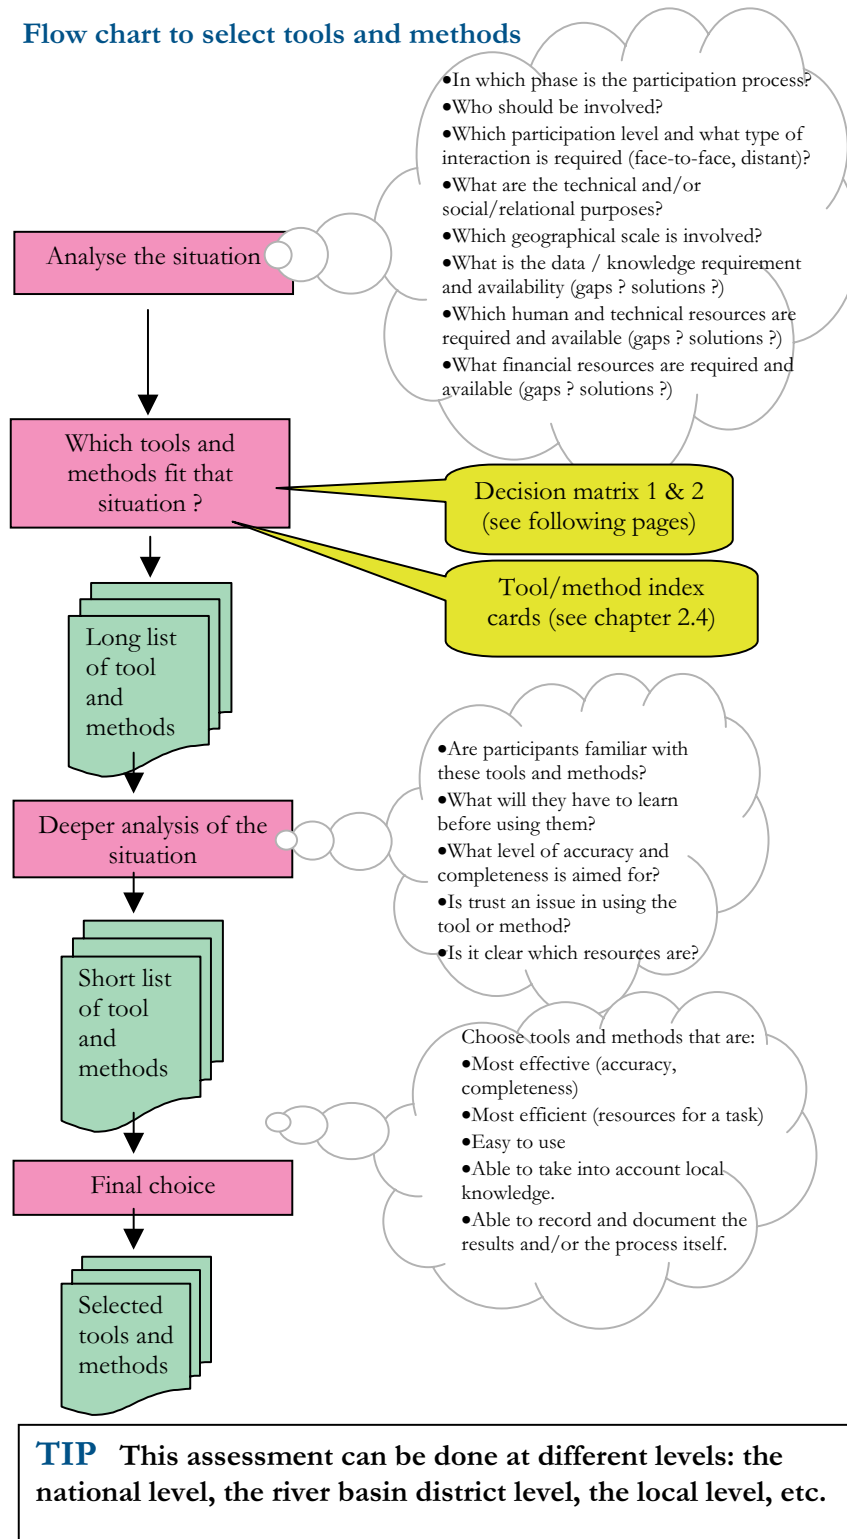 Flow chart to select tools and methods
•In which phase is the participation process?
•Who should be involved?
•Which participation level and what type of
interaction is required (face-to-face, distant)?
•What are the technical and/or
social/relational purposes?
•Which geographical scale is involved?
•What is the data / knowledge requirement
and availability (gaps ? solutions ?)
•Which human and technical resources are
required and available (gaps ? solutions ?)
•What financial resources are required and
available (gaps ? solutions ?)
Analyse the situation
Which tools and
methods fit that
situation ?
Decision matrix 1 & 2
(see following pages)
Tool/method index
cards (see chapter 2.4)
Long list
of tool
and
methods
•Are participants familiar with
these tools and methods?
•What will they have to learn
before using them?
•What level of accuracy and
completeness is aimed for?
•Is trust an issue in using the
tool or method?
•Is it clear which resources are?
Deeper analysis of the
situation
Short list
of tool
and
methods
Choose tools and methods that are:
•Most effective (accuracy,
completeness)
•Most efficient (resources for a task)
•Easy to use
•Able to take into account local
knowledge.
•Able to record and document the
results and/or the process itself.
Final choice
Selected
tools and
methods
TIP This assessment can be done at different levels: the
national level, the river basin district level, the local level, etc.